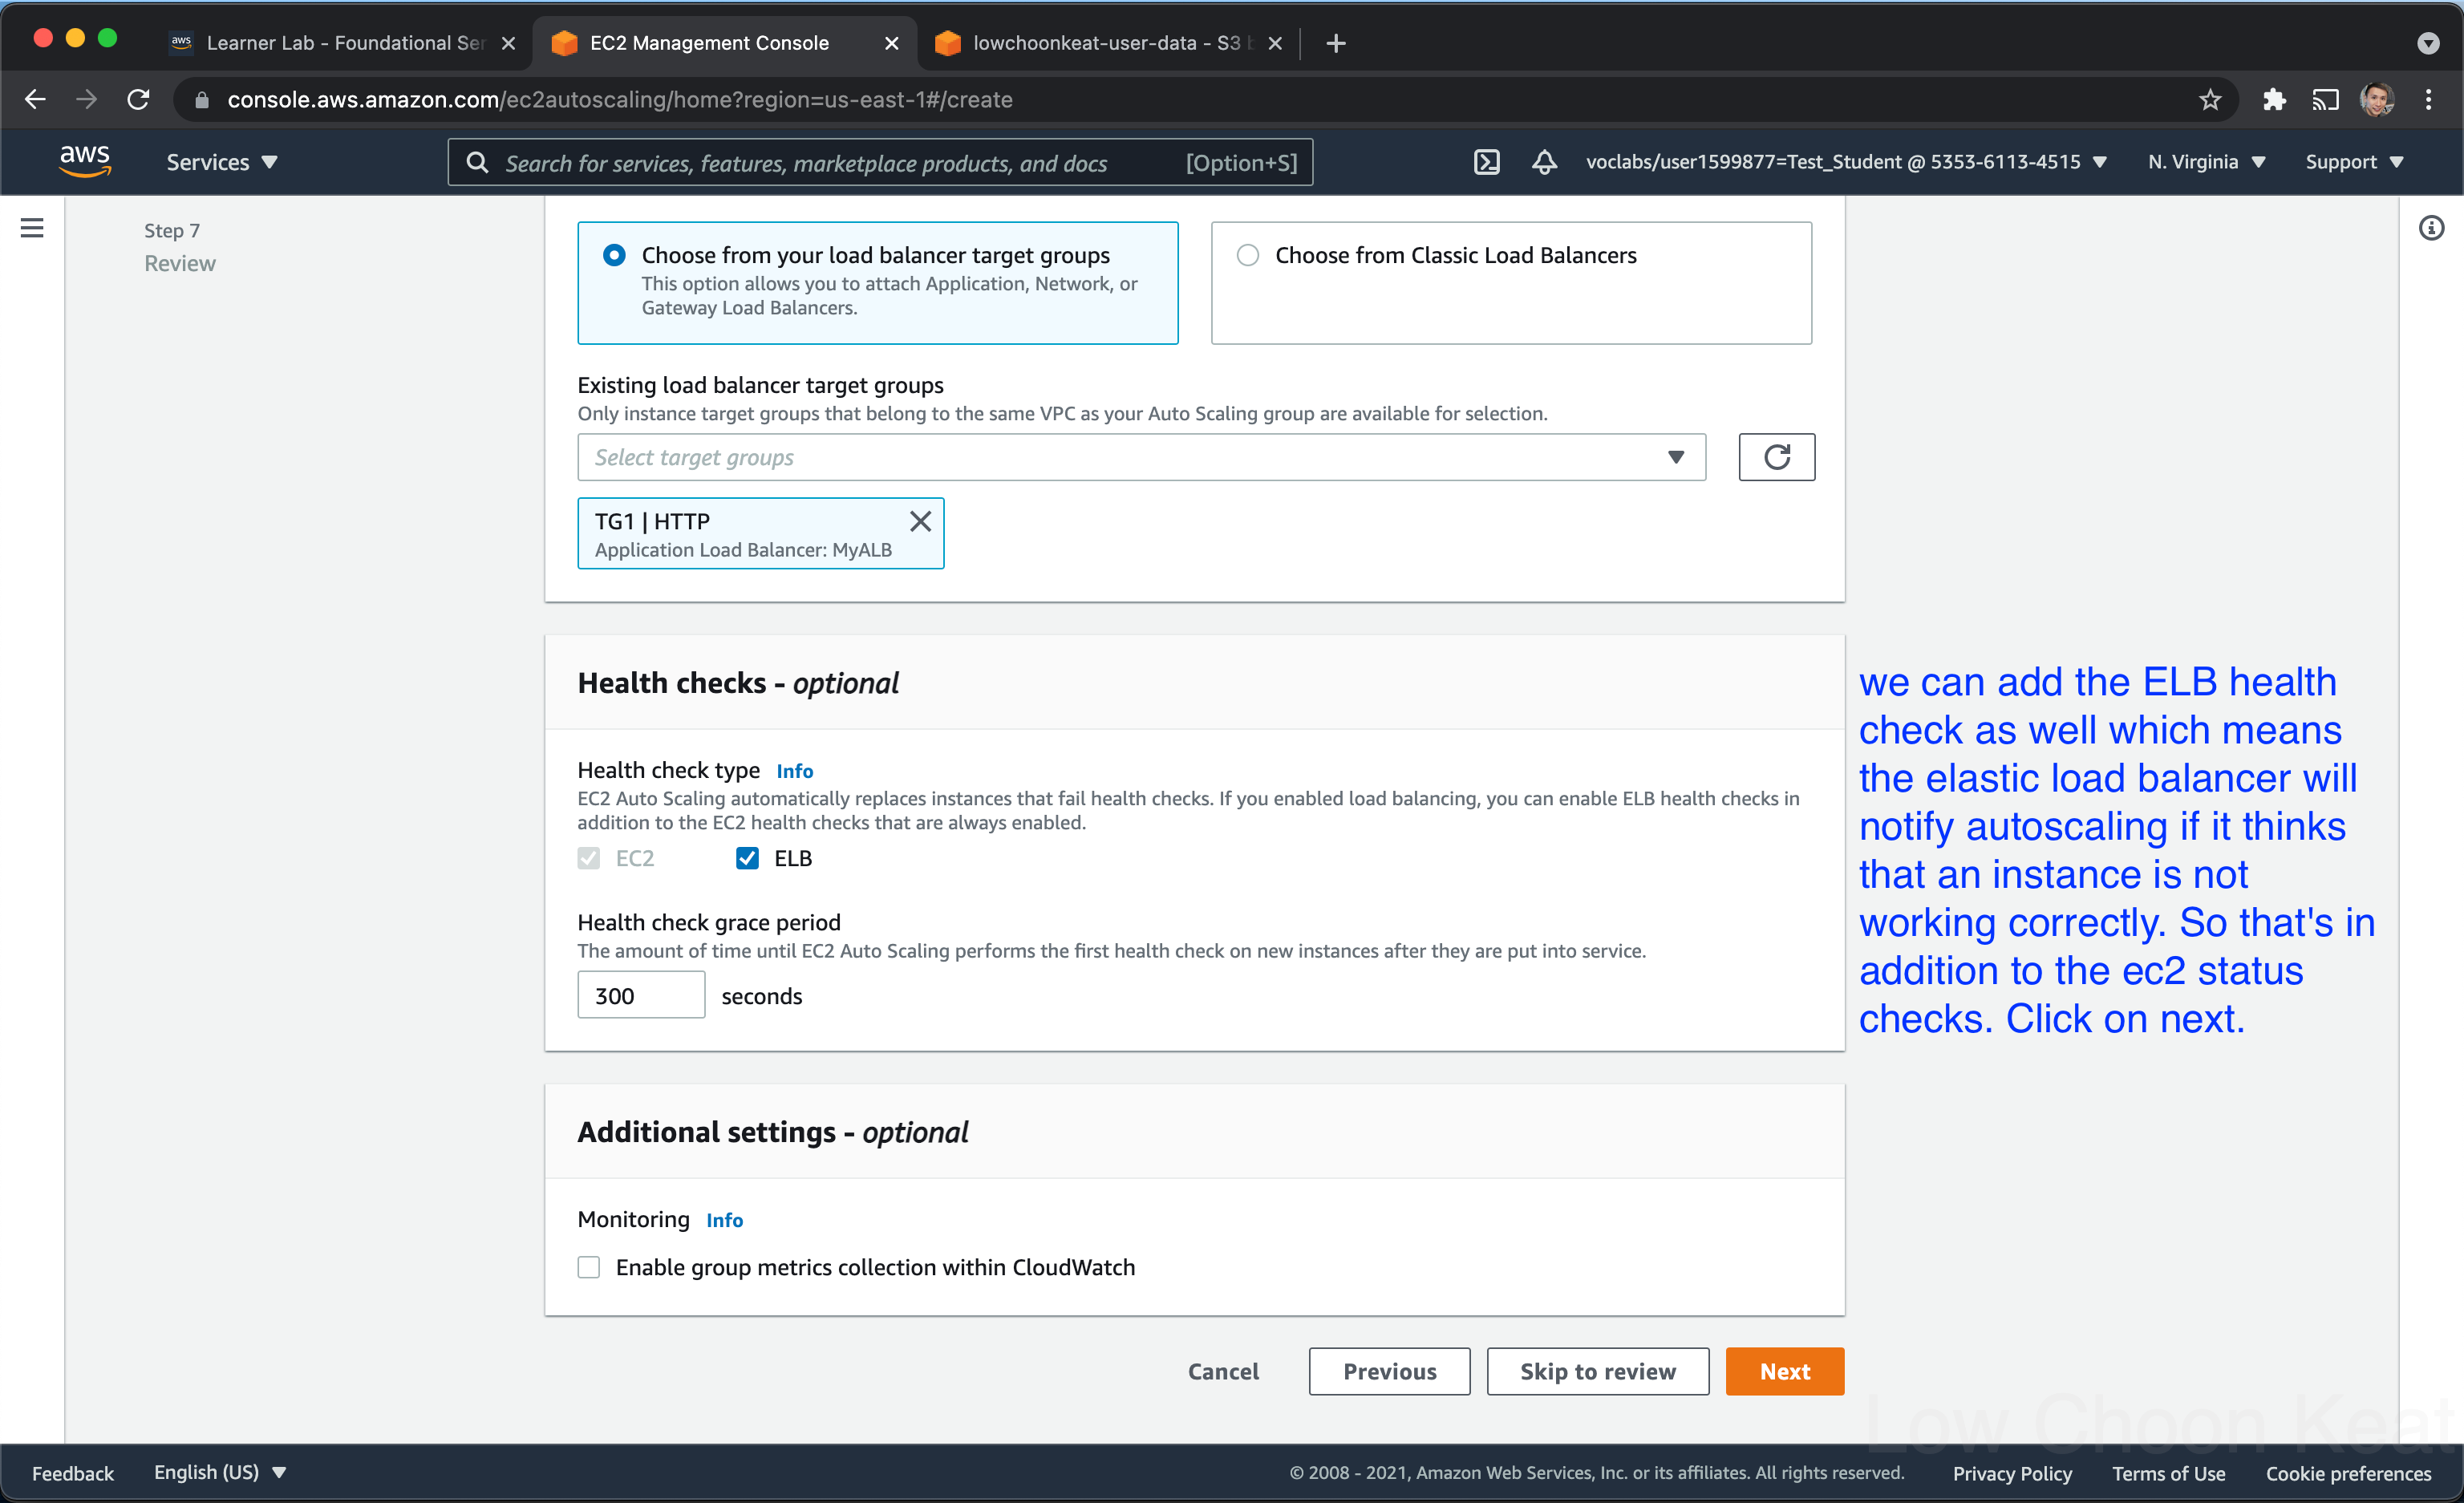 aws Learner Lab - Foundational Ser
EC2 Management Console
lowchoonkeat-user-data - S3 b
console.aws.amazon.com/ec2autoscaling/home?region=us-east-1#/create
aws
Services
Search for services, features, marketplace products, and docs [Option+S]
voclabs/user1599877=Test_Student @ 5353-6113-4515
N. Virginia
Support
Step 7
Review
Choose from your load balancer target groups
This option allows you to attach Application, Network, or
Gateway Load Balancers.
Choose from Classic Load Balancers
Existing load balancer target groups
Only instance target groups that belong to the same VPC as your Auto Scaling group are available for selection.
Select target groups
TG1 | HTTP
Application Load Balancer: MyALB
Health checks - optional
Health check type Info
EC2 Auto Scaling automatically replaces instances that fail health checks. If you enabled load balancing, you can enable ELB health checks in
addition to the EC2 health checks that are always enabled.
EC2 ELB
Health check grace period
The amount of time until EC2 Auto Scaling performs the first health check on new instances after they are put into service.
300 seconds
we can add the ELB health
check as well which means
the elastic load balancer will
notify autoscaling if it thinks
that an instance is not
working correctly. So that's in
addition to the ec2 status
checks. Click on next.
Additional settings - optional
Monitoring Info
Enable group metrics collection within CloudWatch
Cancel
Previous
Skip to review
Next
Low Choon Keat
Feedback
English (US)
© 2008 - 2021, Amazon Web Services, Inc. or its affiliates. All rights reserved.
Privacy Policy
Terms of Use
Cookie preferences